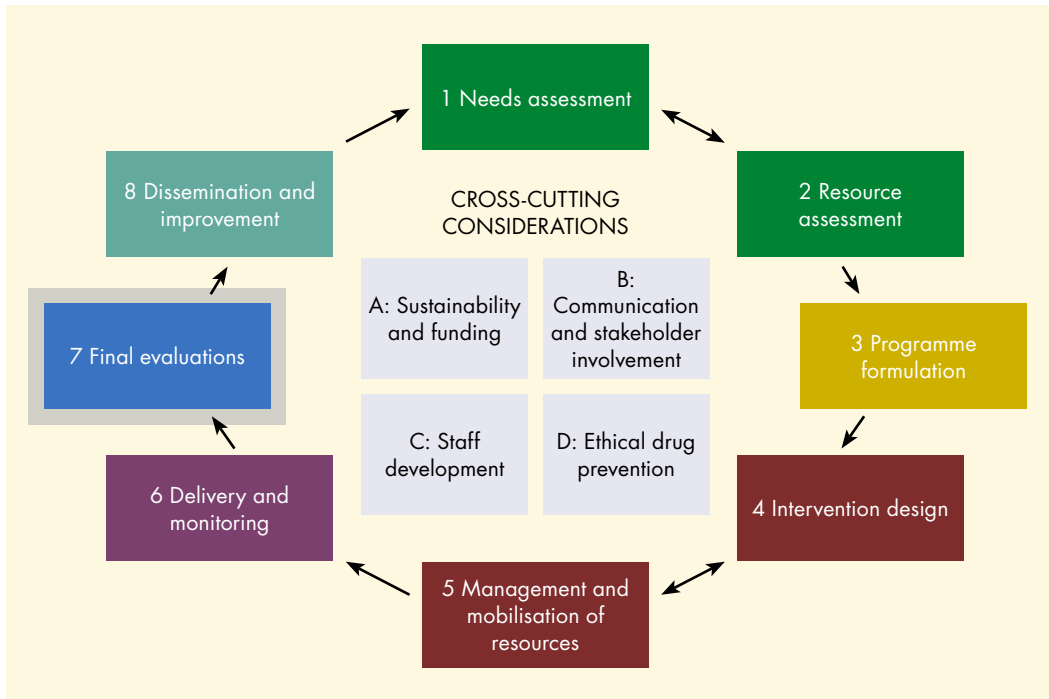 1 Needs assessment
2 Resource
assessment
3 Programme
formulation
4 Intervention design
5 Management and
mobilisation of
resources
6 Delivery and
monitoring
7 Final evaluations
8 Dissemination and
improvement
CROSS-CUTTING
CONSIDERATIONS
A: Sustainability
and funding
B:
Communication
and stakeholder
involvement
C: Staff
development
D: Ethical drug
prevention